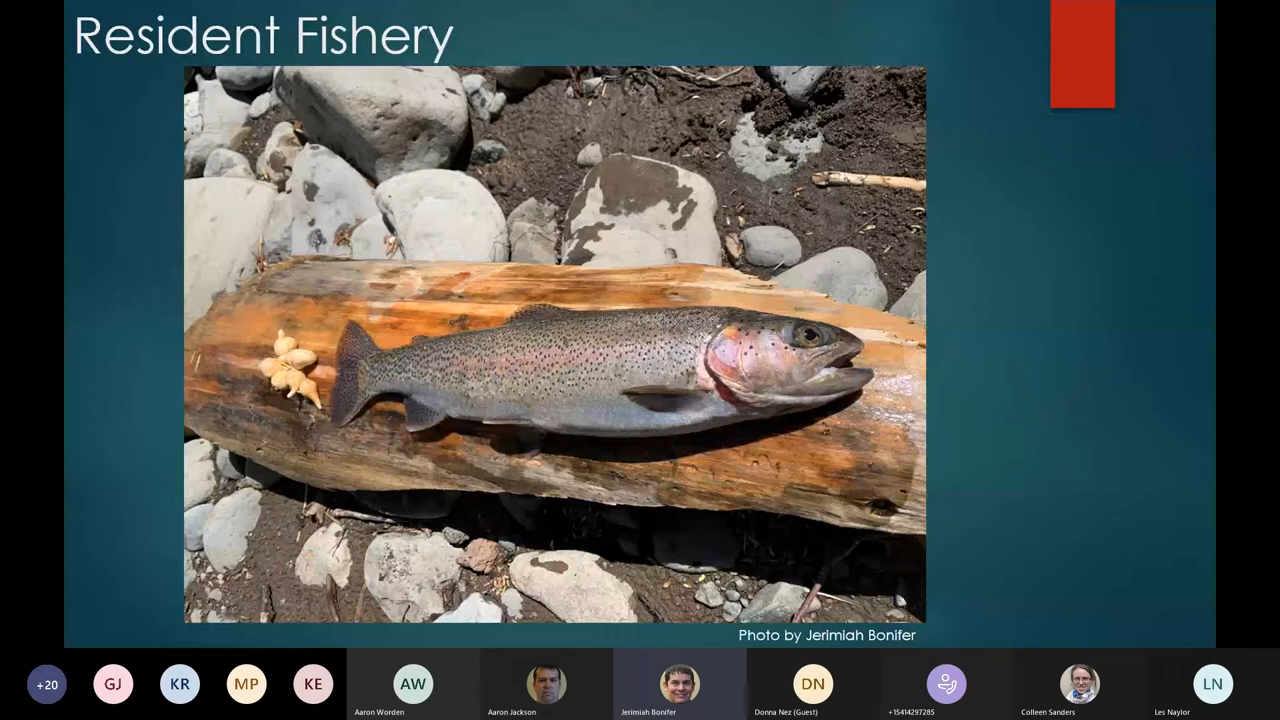 Resident Fishery
Photo by Jerimiah Bonifer
+20
GJ
KR
MP
KE
AW
DN
LN
Aaron Worden
Aaron Jackson
Jerimiah Bonifer
Donna Nez (Guest)
+15414297285
Colleen Sanders
Les Naylor